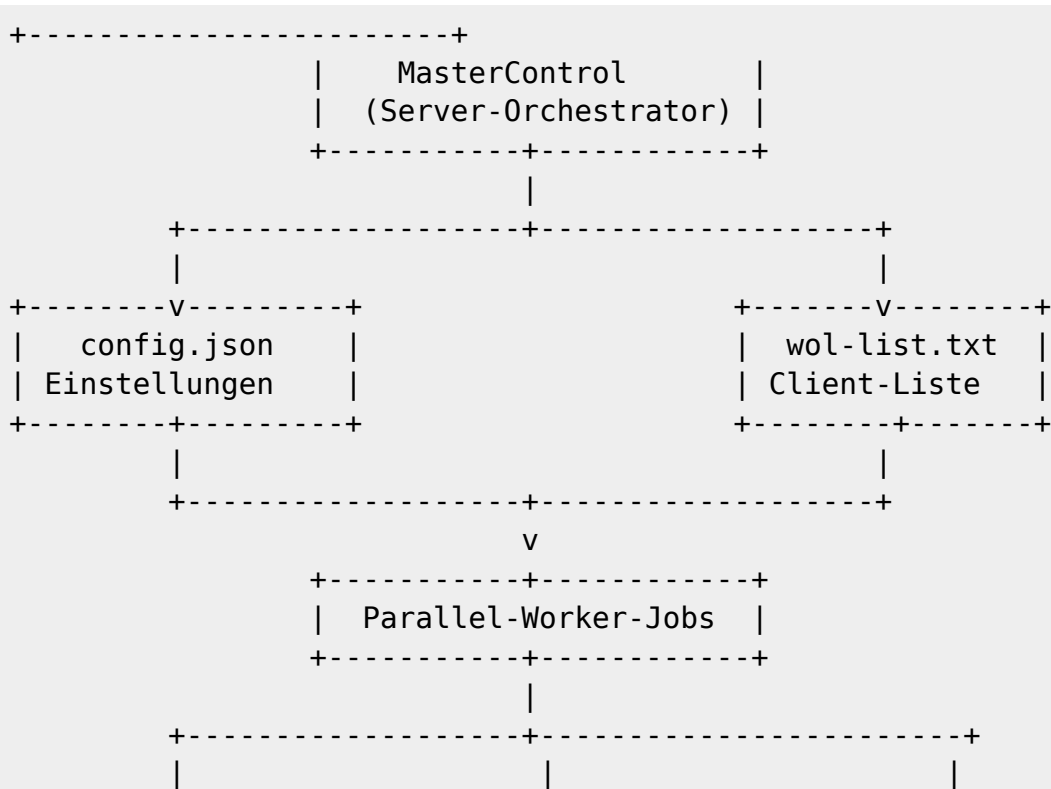 +------------------------+
                 |     MasterControl       |
                 |  (Server-Orchestrator) |
                 +-----------+------------+
                             |
         +-------------------+-------------------+
         |                                       |
+--------v---------+                     +-------v--------+
|   config.json    |                     |  wol-list.txt  |
| Einstellungen    |                     | Client-Liste   |
+--------+---------+                     +--------+-------+
         |                                       |
         +-------------------+-------------------+
                             v
                 +-----------+------------+
                 |  Parallel-Worker-Jobs  |
                 +-----------+------------+
                             |
         +-------------------+------------------------+
         |                    |                      |